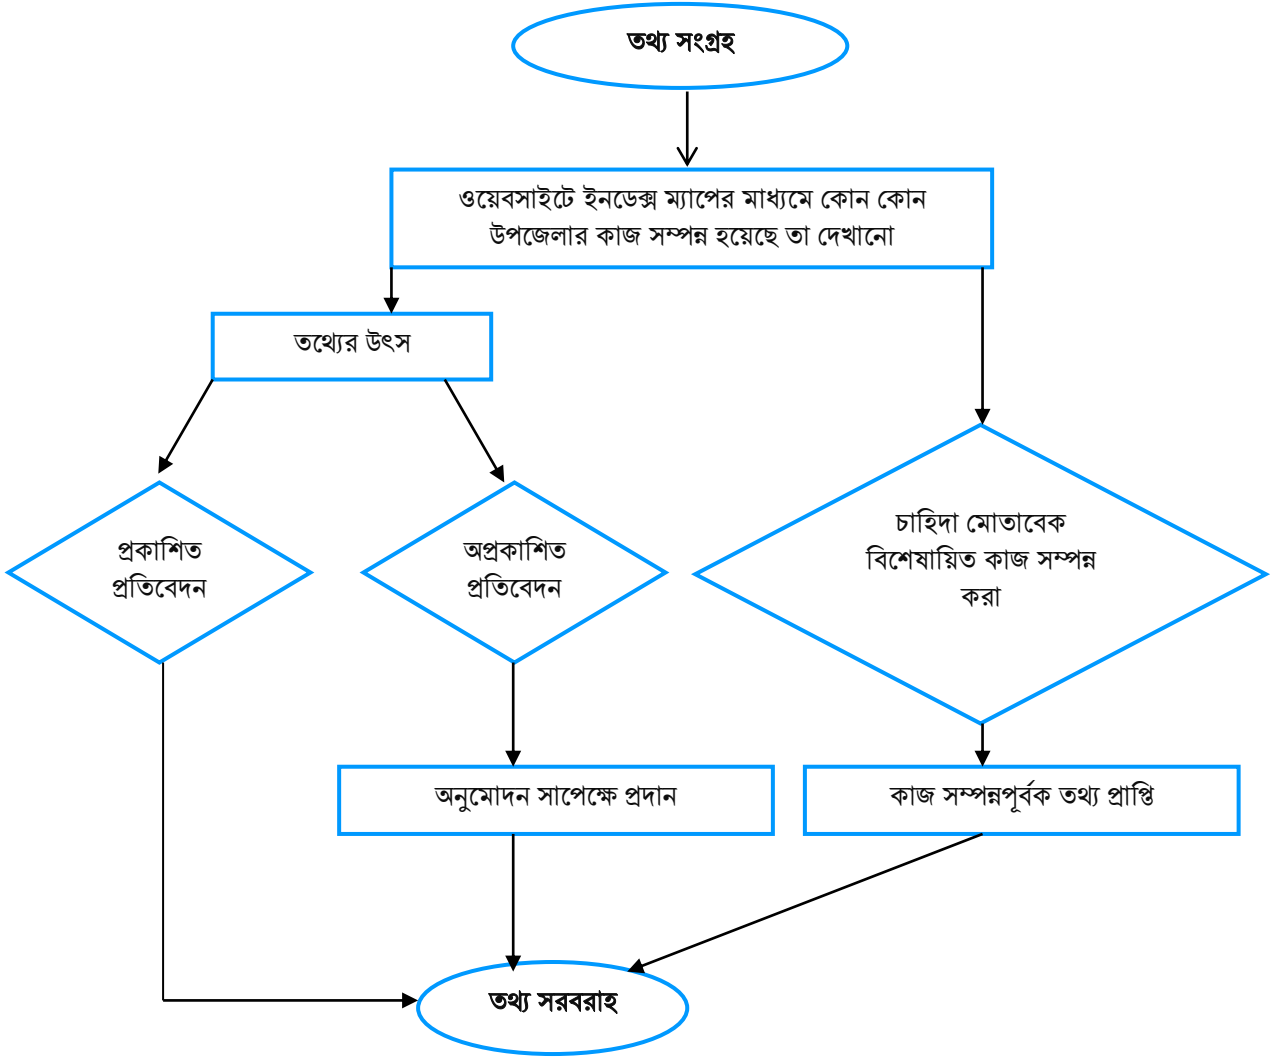 তথ্য সংগ্রহ
ওয়েবসাইটে ইনডেক্স ম্যাপের মাধ্যমে কোন কোন
উপজেলার কাজ সম্পন্ন হয়েছে তা দেখানো
তথ্যের উৎস
প্রকাশিত
প্রতিবেদন
অপ্রকাশিত
প্রতিবেদন
চাহিদা মোতাবেক
বিশেষায়িত কাজ সম্পন্ন
করা
অনুমোদন সাপেক্ষে প্রদান
কাজ সম্পন্নপূর্বক তথ্য প্রাপ্তি
তথ্য সরবরাহ